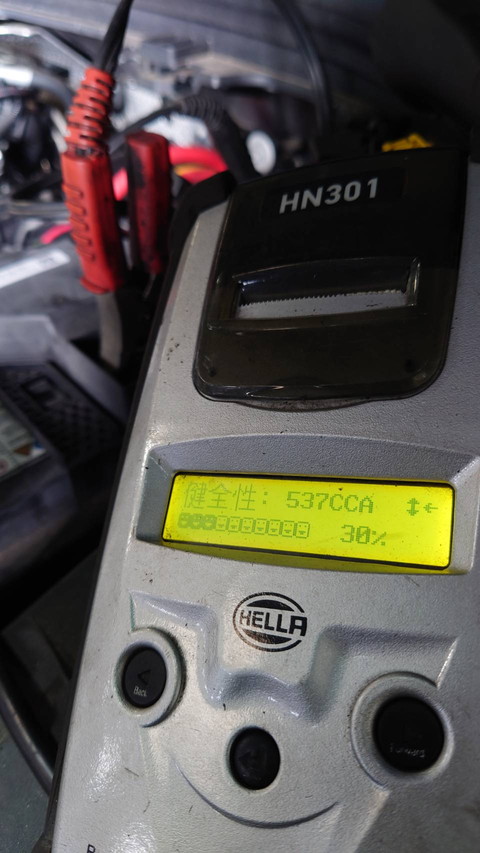 HN301
健全性: 537CCA
30%
HELLA
<
Back